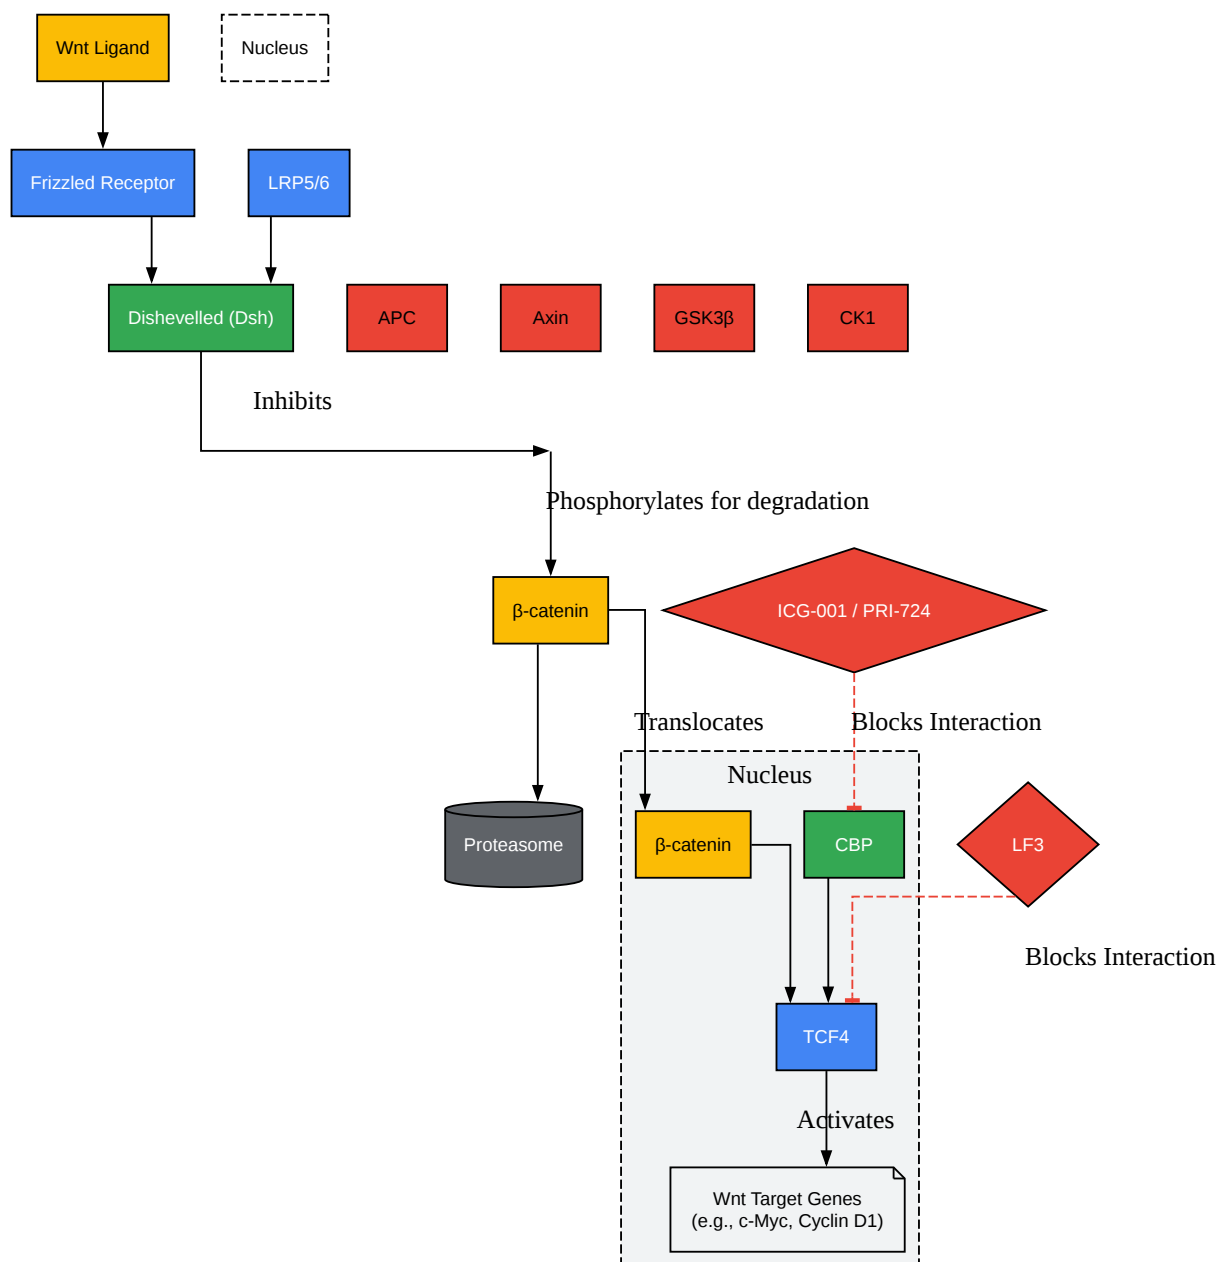 Wnt Ligand
Nucleus
Frizzled Receptor
LRP5/6
Dishevelled (Dsh)
APC
Axin
GSK3β
CK1
Inhibits
Phosphorylates for degradation
β-catenin
ICG-001 / PRI-724
Translocates
Blocks Interaction
Nucleus
Proteasome
β-catenin
CBP
LF3
Blocks Interaction
TCF4
Activates
Wnt Target Genes
(e.g., c-Myc, Cyclin D1)